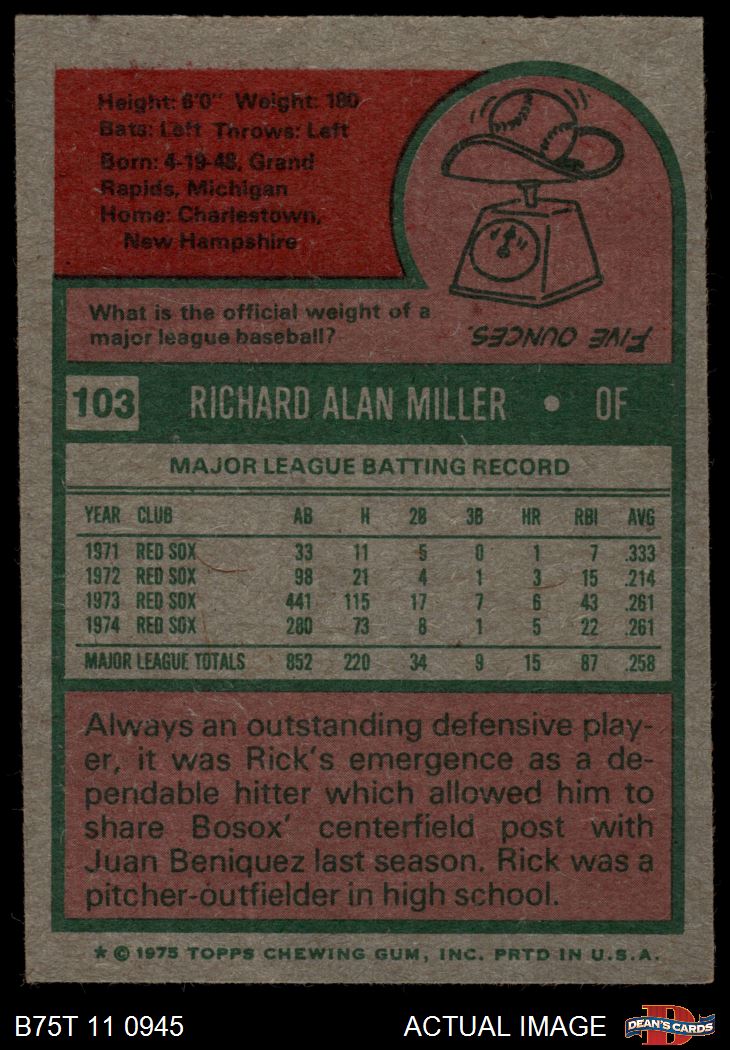 Height: 6'0" Weight: 180
Bats: Left Throws: Left
Born: 4-19-48, Grand
Rapids, Michigan
Home: Charlestown,
New Hampshire
What is the official weight of a
major league baseball?
FIVE OUNCES.
103 RICHARD ALAN MILLER • OF
MAJOR LEAGUE BATTING RECORD
YEAR CLUB AB H 2B 3B HR RBI AVG
1971 RED SOX 33 11 5 0 1 7 .333
1972 RED SOX 98 21 4 1 3 15 .214
1973 RED SOX 441 115 17 7 6 43 .261
1974 RED SOX 280 73 8 1 5 22 .261
MAJOR LEAGUE TOTALS 852 220 34 9 15 87 .258
Always an outstanding defensive play-
er, it was Rick's emergence as a de-
pendable hitter which allowed him to
share Bosox' centerfield post with
Juan Beniquez last season. Rick was a
pitcher-outfielder in high school.
* © 1975 TOPPS CHEWING GUM, INC. PRTD IN U.S.A.
B75T 11 0945 ACTUAL IMAGE D DEAN'S CARDS